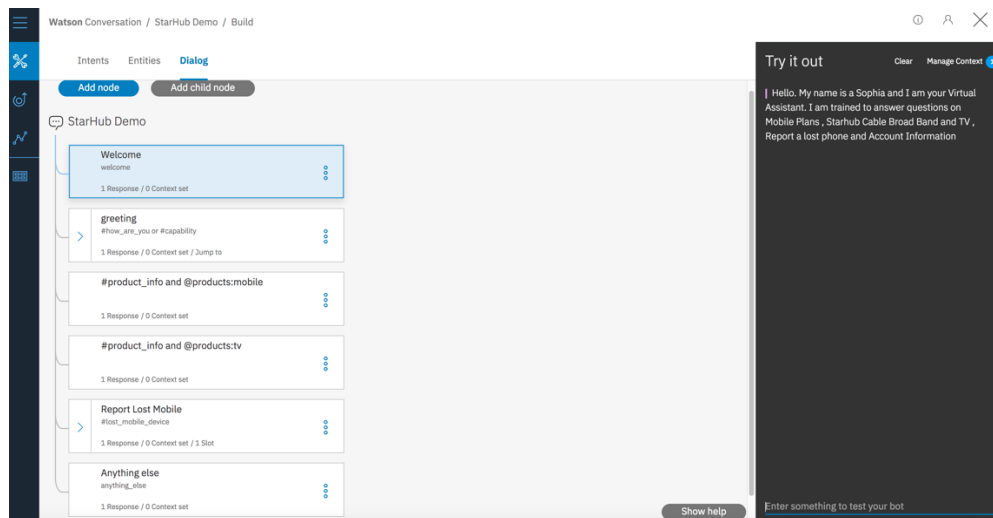 Watson Conversation / StarHub Demo / Build
Intents Entities Dialog
Add node Add child node
StarHub Demo
Welcome
welcome
1 Response / 0 Context set
greeting
#how_are_you or #capability
1 Response / 0 Context set / Jump to
#product_info and @products:mobile
1 Response / 0 Context set
#product_info and @products:tv
1 Response / 0 Context set
Report Lost Mobile
#lost_mobile_device
1 Response / 0 Context set / 1 Slot
Anything else
anything_else
1 Response / 0 Context set
Show help
Try it out Clear Manage Context
Hello. My name is a Sophia and I am your Virtual
Assistant. I am trained to answer questions on
Mobile Plans , Starhub Cable Broad Band and TV ,
Report a lost phone and Account Information
Enter something to test your bot